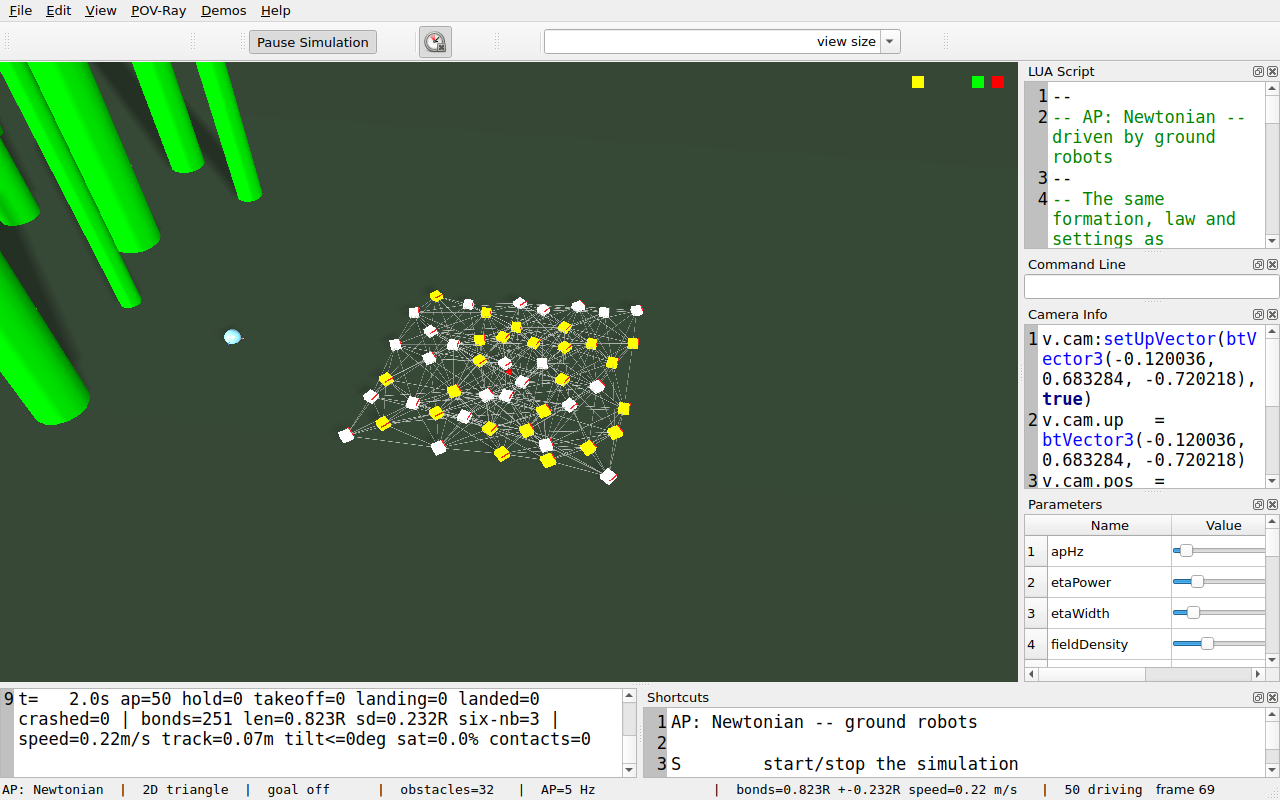 File Edit View POV-Ray Demos Help
Pause Simulation
view size
LUA Script
1 --
2 -- AP: Newtonian --
driven by ground
robots
3 --
4 -- The same
formation, law and
settings as
Command Line
Camera Info
1 v.cam:setUpVector(btV
ector3(-0.120036,
0.683284, -0.720218),
true)
2 v.cam.up   =
btVector3(-0.120036,
0.683284, -0.720218)
3 v.cam.pos  =
Parameters
Name Value
1 apHz
2 etaPower
3 etaWidth
4 fieldDensity
9 t=   2.0s ap=50 hold=0 takeoff=0 landing=0 landed=0
crashed=0 | bonds=251 len=0.823R sd=0.232R six-nb=3 |
speed=0.22m/s track=0.07m tilt<=0deg sat=0.0% contacts=0
Shortcuts
1 AP: Newtonian -- ground robots
2
3 S        start/stop the simulation
AP: Newtonian | 2D triangle | goal off | obstacles=32 | AP=5 Hz | bonds=0.823R +-0.232R speed=0.22 m/s | 50 driving frame 69